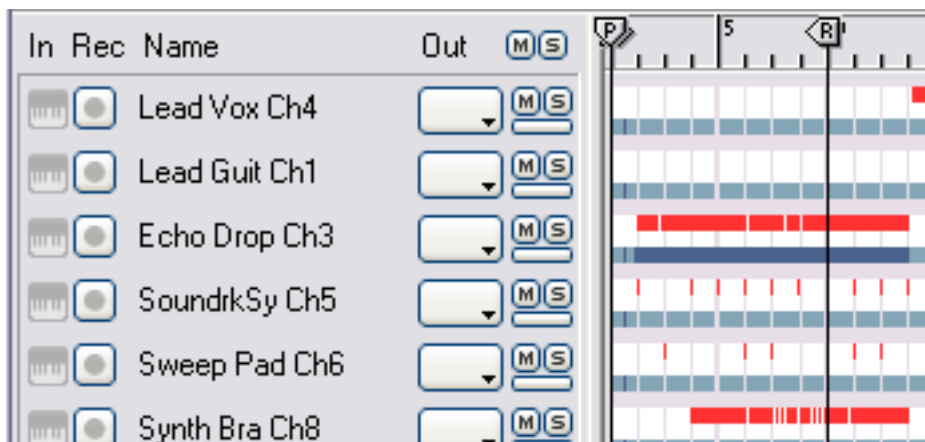 In Rec Name Out M S P 5 R
Lead Vox Ch4 M S
Lead Guit Ch1 M S
Echo Drop Ch3 M S
SoundrkSy Ch5 M S
Sweep Pad Ch6 M S
Synth Bra Ch8 M S